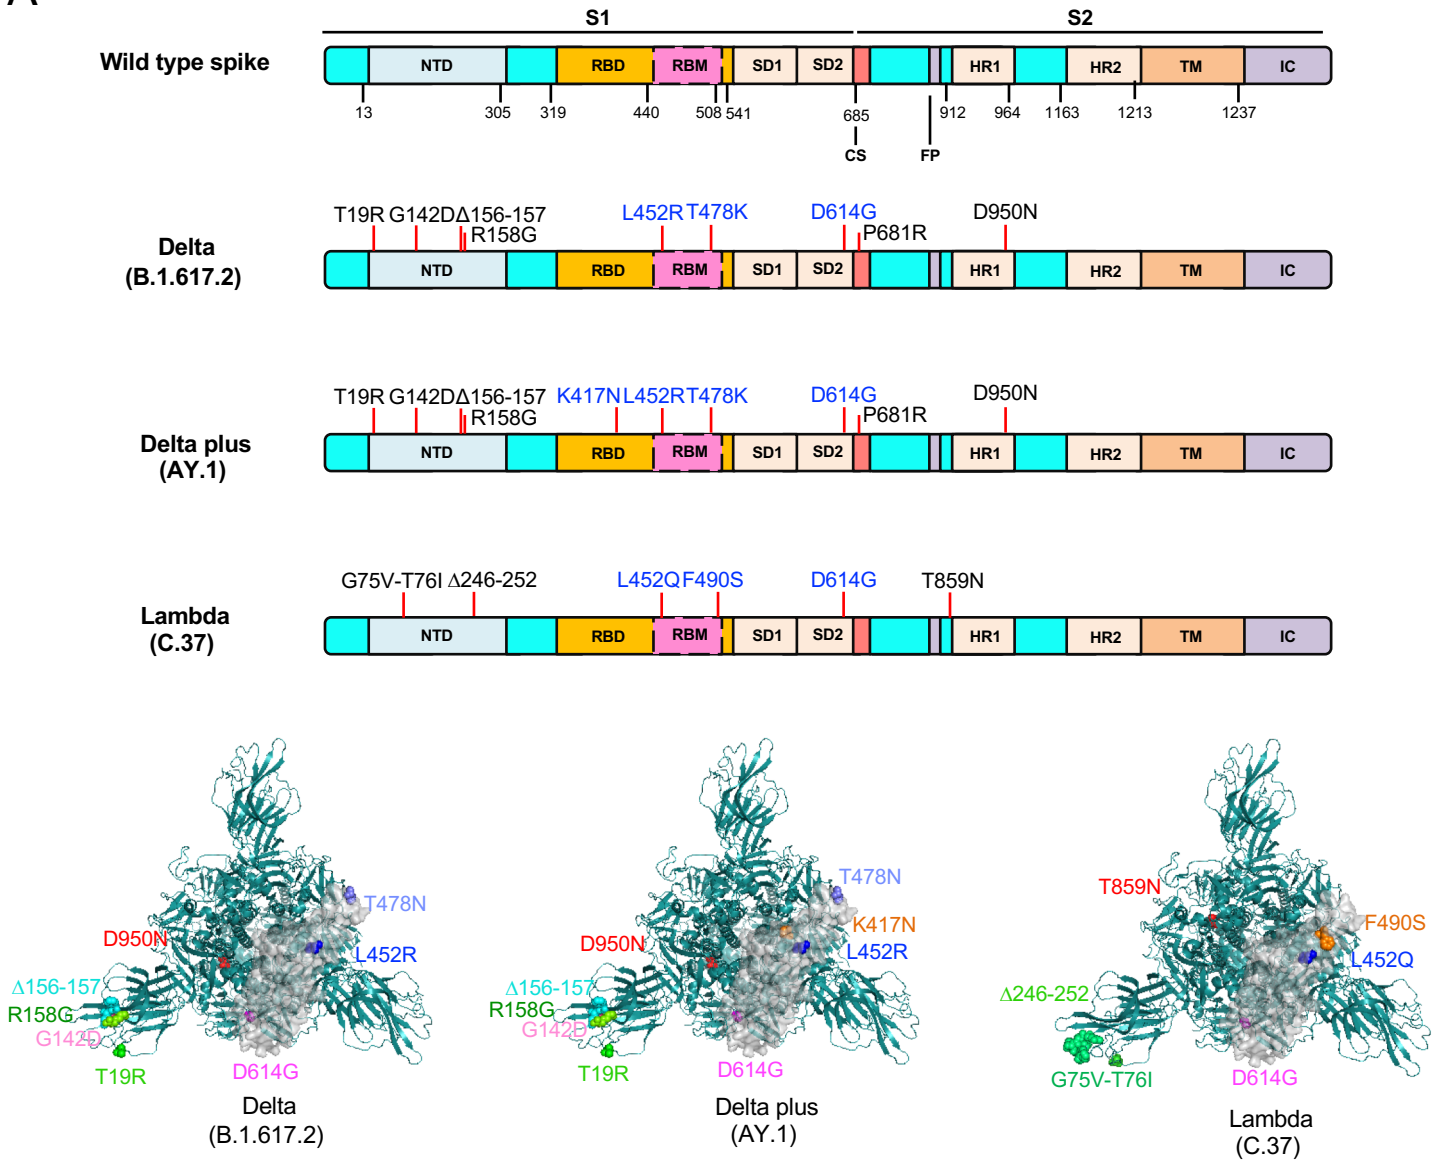 A
S1 S2
Wild type spike NTD RBD RBM SD1 SD2 HR1 HR2 TM IC
13 305 319 440 508 541 685 912 964 1163 1213 1237
CS FP
T19R G142D Δ156-157 L452R T478K D614G D950N
R158G P681R
Delta
(B.1.617.2)
NTD RBD RBM SD1 SD2 HR1 HR2 TM IC
T19R G142D Δ156-157 K417N L452R T478K D614G D950N
R158G P681R
Delta plus
(AY.1)
NTD RBD RBM SD1 SD2 HR1 HR2 TM IC
G75V-T76I Δ246-252 L452Q F490S D614G T859N
Lambda
(C.37)
NTD RBD RBM SD1 SD2 HR1 HR2 TM IC
T478N
D950N
L452R
Δ156-157
R158G
G142D
T19R
D614G
Delta
(B.1.617.2)
T478N
K417N
D950N
L452R
Δ156-157
R158G
G142D
T19R
D614G
Delta plus
(AY.1)
T859N
F490S
L452Q
Δ246-252
G75V-T76I
D614G
Lambda
(C.37)